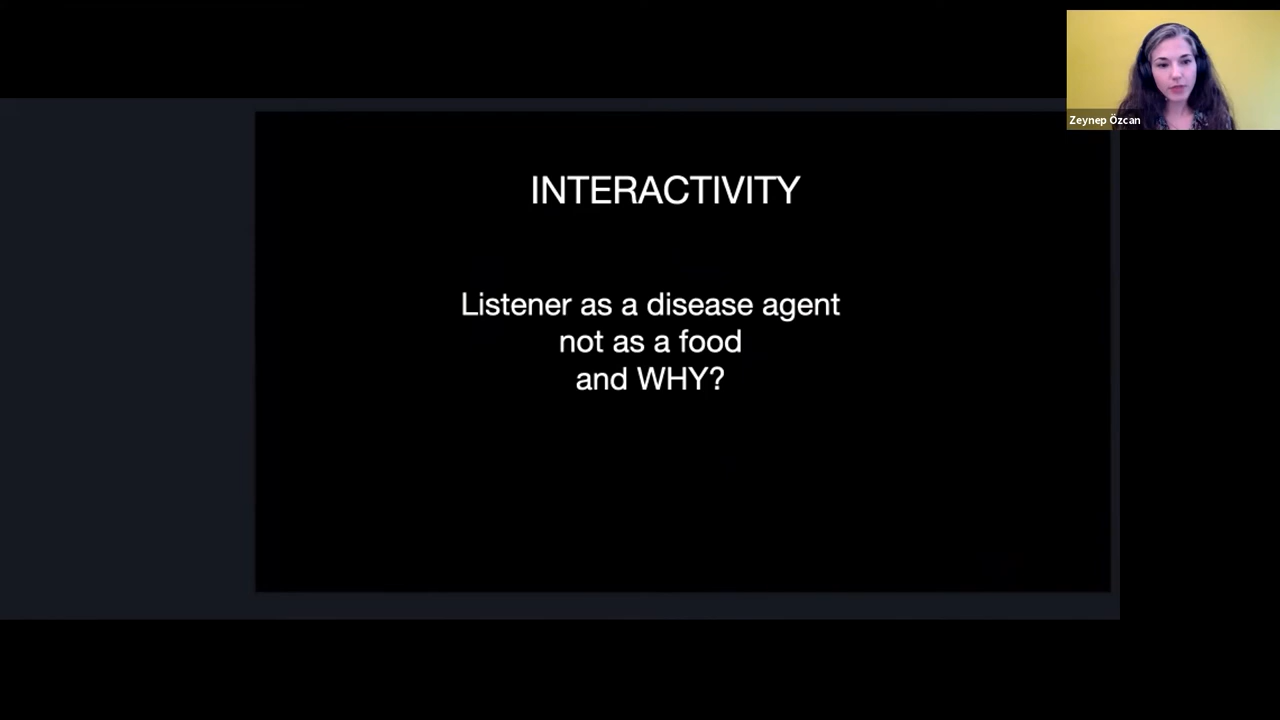 Zeynep Özcan
INTERACTIVITY
Listener as a disease agent
not as a food
and WHY?